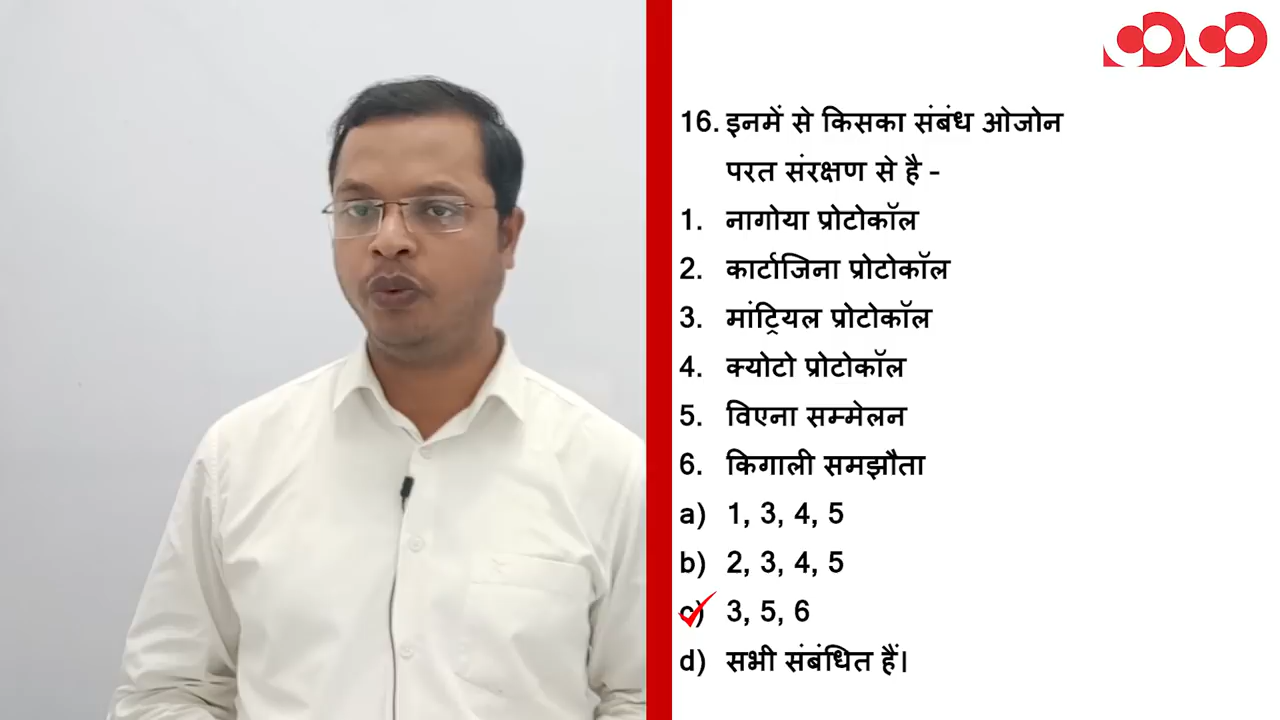 16. इनमें से किसका संबंध ओजोन
परत संरक्षण से है -
1. नागोया प्रोटोकॉल
2. कार्टाजिना प्रोटोकॉल
3. मांट्रियल प्रोटोकॉल
4. क्योटो प्रोटोकॉल
5. विएना सम्मेलन
6. किगाली समझौता
a) 1, 3, 4, 5
b) 2, 3, 4, 5
c) 3, 5, 6
d) सभी संबंधित हैं।